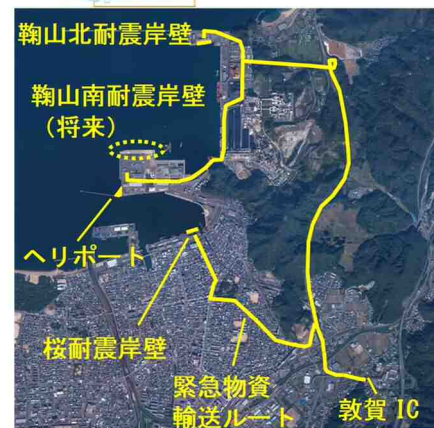 鞠山北耐震岸壁
鞠山南耐震岸壁
（将来）
ヘリポート
桜耐震岸壁
緊急物資
輸送ルート
敦賀 IC